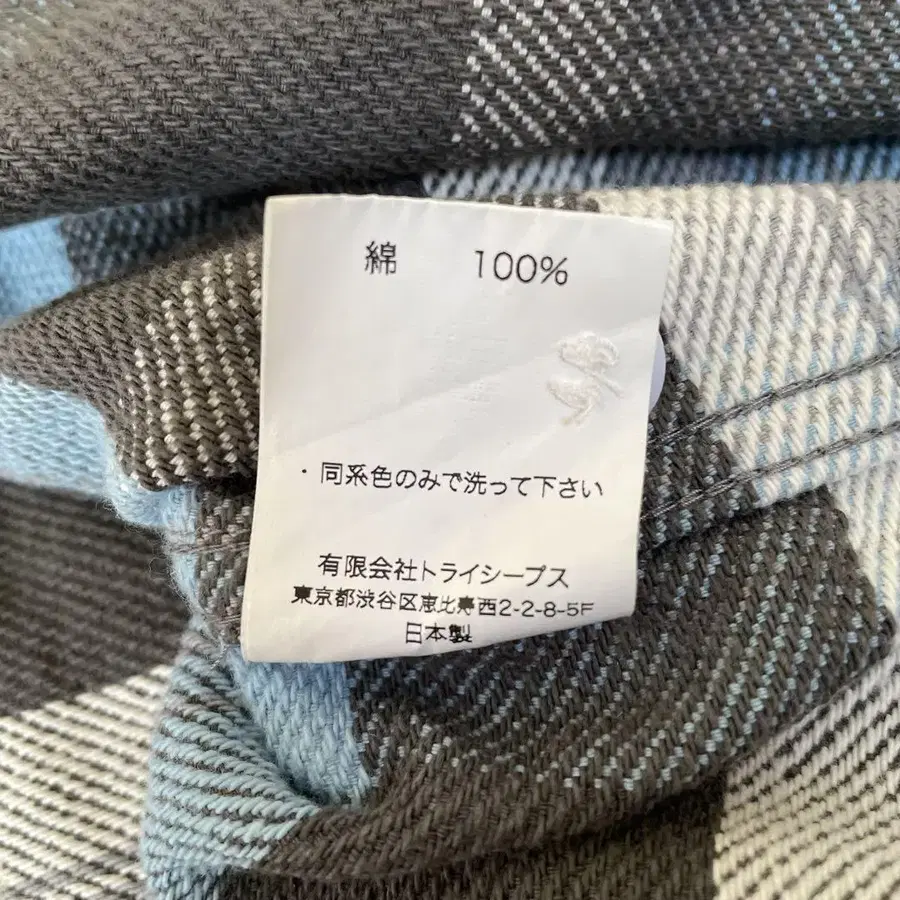 綿 100%
・同系色のみで洗って下さい
有限会社トライシープス
東京都渋谷区恵比寿西2-2-8-5F
日本製